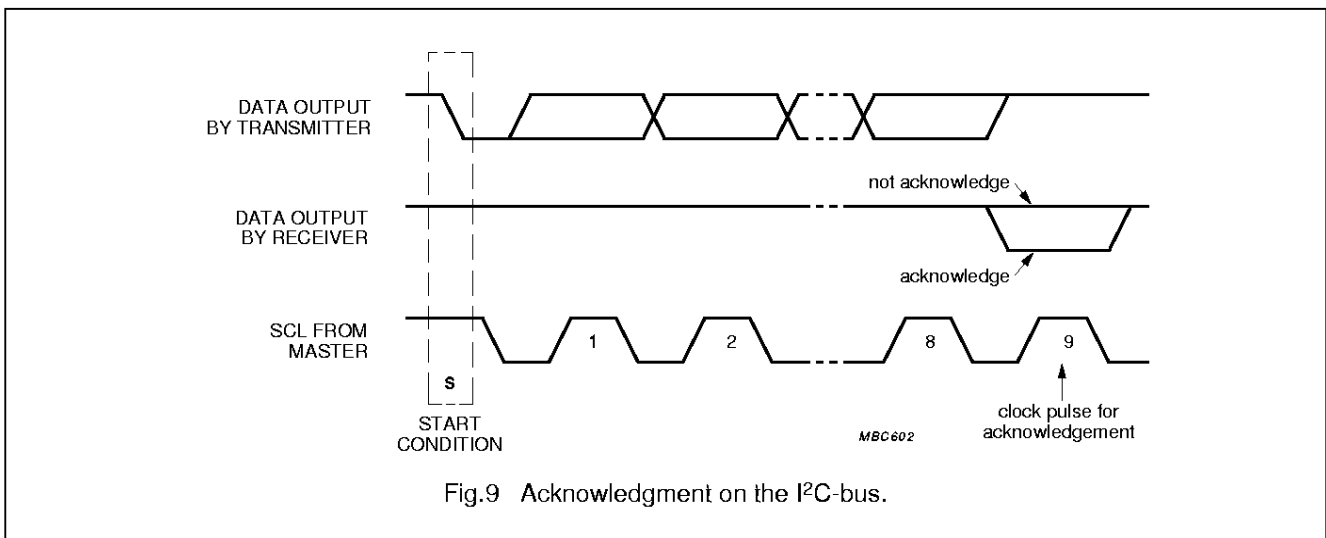 DATA OUTPUT
BY TRANSMITTER
not acknowledge
DATA OUTPUT
BY RECEIVER
acknowledge
SCL FROM
MASTER
1
2
8
9
S
START
CONDITION
clock pulse for
acknowledgement
MBC602
Fig.9 Acknowledgment on the I²C-bus.